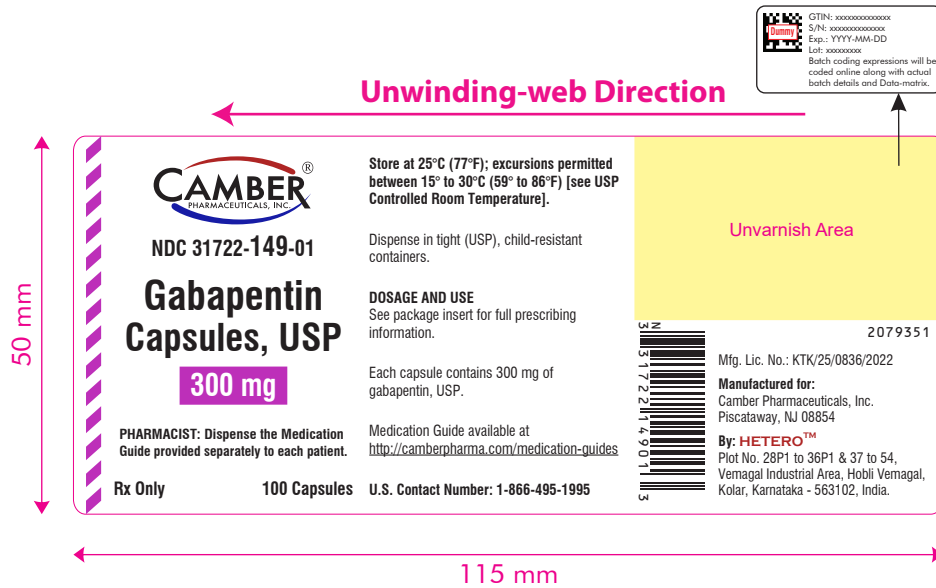 Dummy
GTIN: xxxxxxxxxxxxxx
S/N: xxxxxxxxxxxxxx
Exp.: YYYY-MM-DD
Lot: xxxxxxxxx
Batch coding expressions will be
coded online along with actual
batch details and Data-matrix.
Unwinding-web Direction
50 mm
CAMBER®
PHARMACEUTICALS, INC.
NDC 31722-149-01
Gabapentin
Capsules, USP
300 mg
PHARMACIST: Dispense the Medication
Guide provided separately to each patient.
Rx Only 100 Capsules
Store at 25°C (77°F); excursions permitted
between 15° to 30°C (59° to 86°F) [see USP
Controlled Room Temperature].
Dispense in tight (USP), child-resistant
containers.
DOSAGE AND USE
See package insert for full prescribing
information.
Each capsule contains 300 mg of
gabapentin, USP.
Medication Guide available at
http://camberpharma.com/medication-guides
U.S. Contact Number: 1-866-495-1995
Unvarnish Area
N
3 31722 14901 3
2079351
Mfg. Lic. No.: KTK/25/0836/2022
Manufactured for:
Camber Pharmaceuticals, Inc.
Piscataway, NJ 08854
By: HETERO™
Plot No. 28P1 to 36P1 & 37 to 54,
Vemagal Industrial Area, Hobli Vemagal,
Kolar, Karnataka - 563102, India.
115 mm